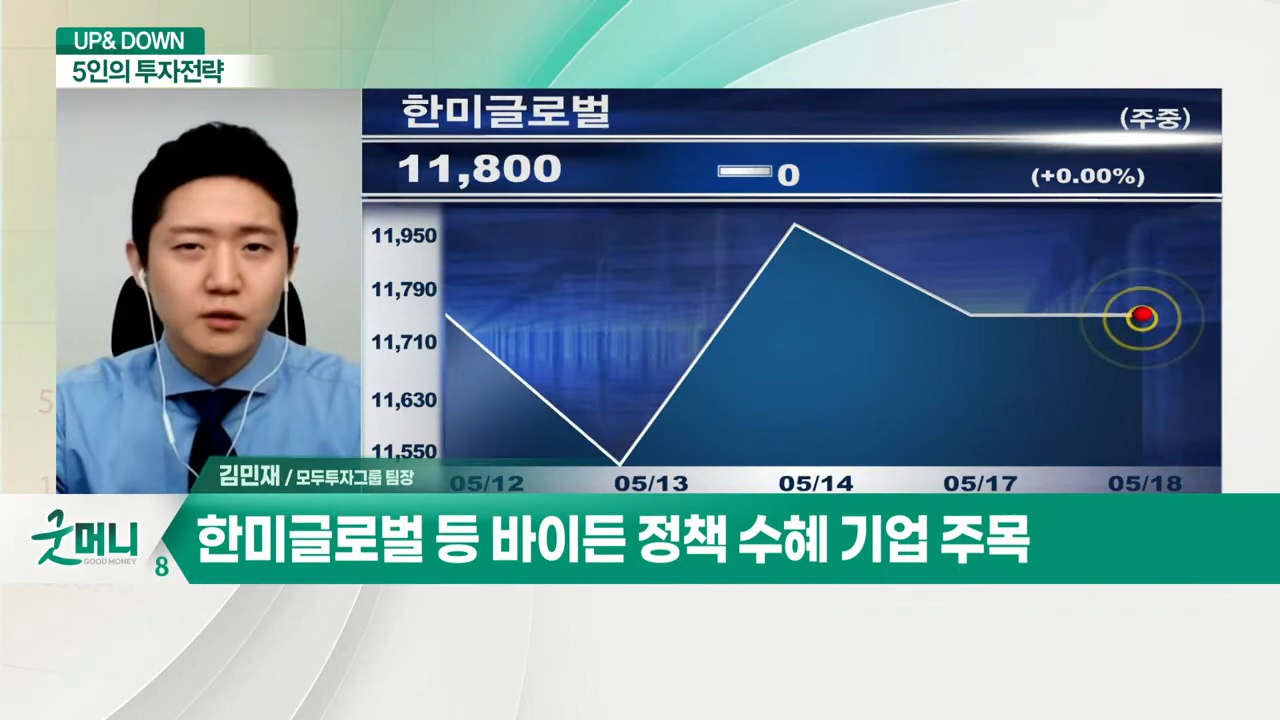 UP& DOWN
5인의 투자전략
한미글로벌
(주중)
11,800
0
(+0.00%)
11,950
11,790
11,710
11,630
11,550
05/12
05/13
05/14
05/17
05/18
김민재 / 모두투자그룹 팀장
굿머니
GOOD MONEY
8
한미글로벌 등 바이든 정책 수혜 기업 주목
5
1